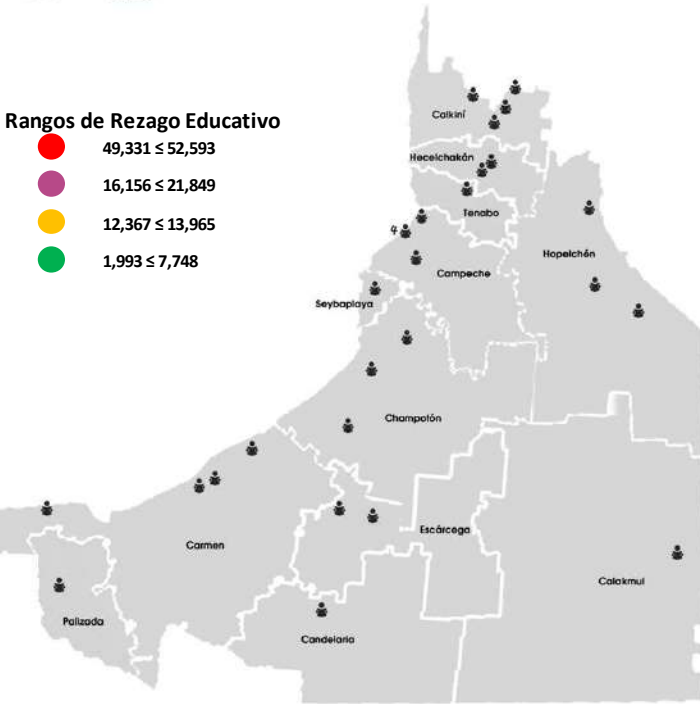 Rangos de Rezago Educativo
49,331 ≤ 52,593
16,156 ≤ 21,849
12,367 ≤ 13,965
1,993 ≤ 7,748
Calkiní
Hecelchakán
Tenabo
4
Hopelchén
Campeche
Seybaplaya
Champotón
Escárcega
Carmen
Calakmul
Palizada
Candelaria